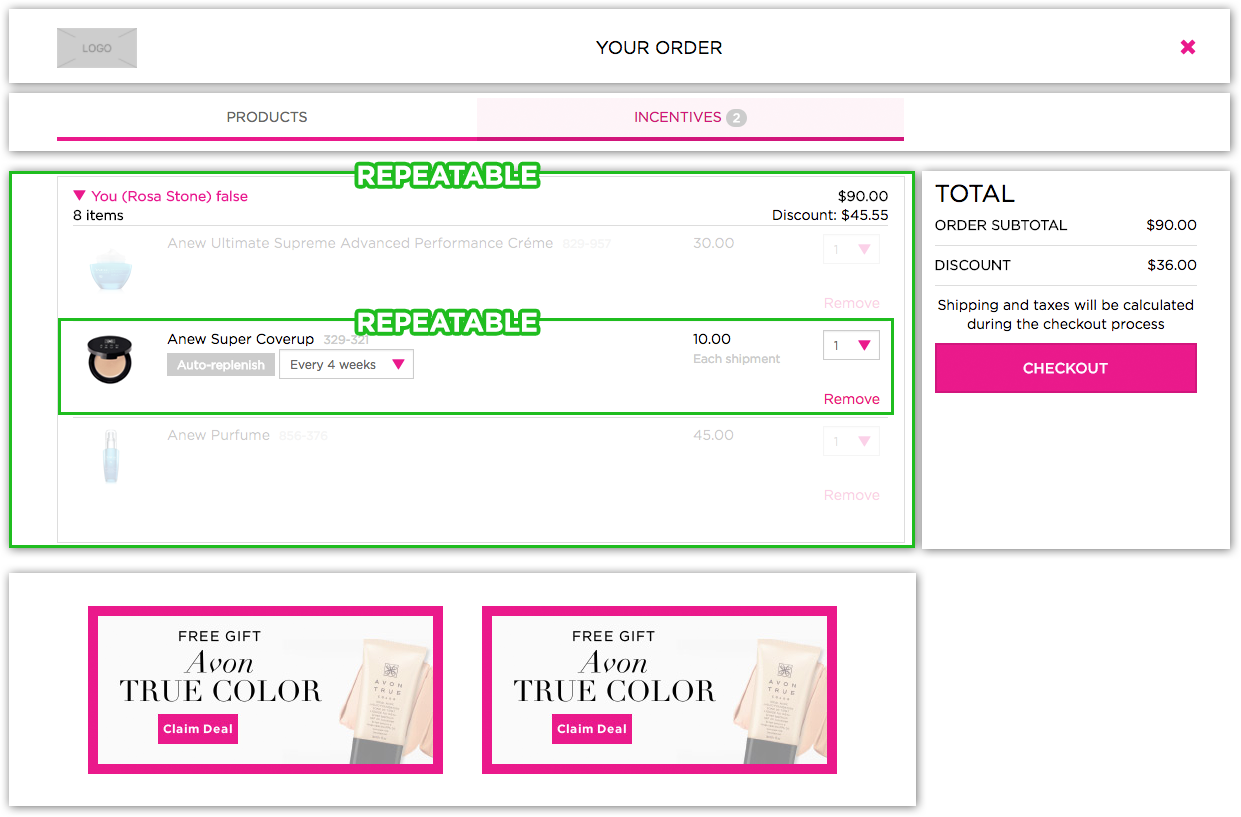 LOGO
YOUR ORDER
PRODUCTS
INCENTIVES 2
REPEATABLE
You (Rosa Stone) false
$90.00
8 items
Discount: $45.55
Anew Ultimate Supreme Advanced Performance Créme 829-957
30.00
1
Remove
REPEATABLE
Anew Super Coverup 329-321
10.00
1
Auto-replenish
Every 4 weeks
Each shipment
Remove
Anew Purfume 856-376
45.00
1
Remove
TOTAL
ORDER SUBTOTAL $90.00
DISCOUNT $36.00
Shipping and taxes will be calculated
during the checkout process
CHECKOUT
FREE GIFT
Avon
TRUE COLOR
Claim Deal
AVON
TRUE
FREE GIFT
Avon
TRUE COLOR
Claim Deal
AVON
TRUE